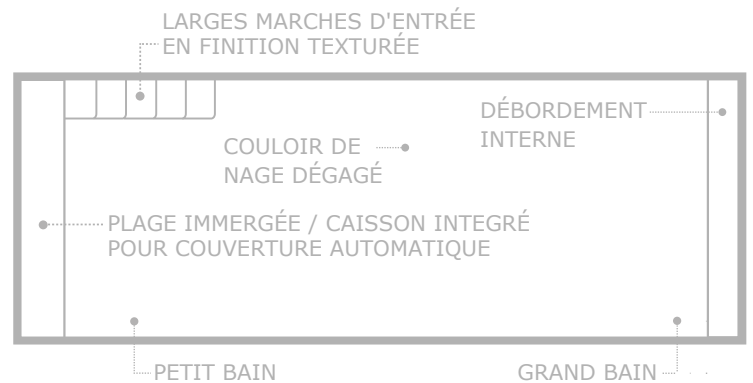 LARGES MARCHES D'ENTRÉE
EN FINITION TEXTURÉE
DÉBORDEMENT
INTERNE
COULOIR DE
NAGE DÉGAGÉ
PLAGE IMMERGÉE / CAISSON INTEGRÉ
POUR COUVERTURE AUTOMATIQUE
PETIT BAIN
GRAND BAIN